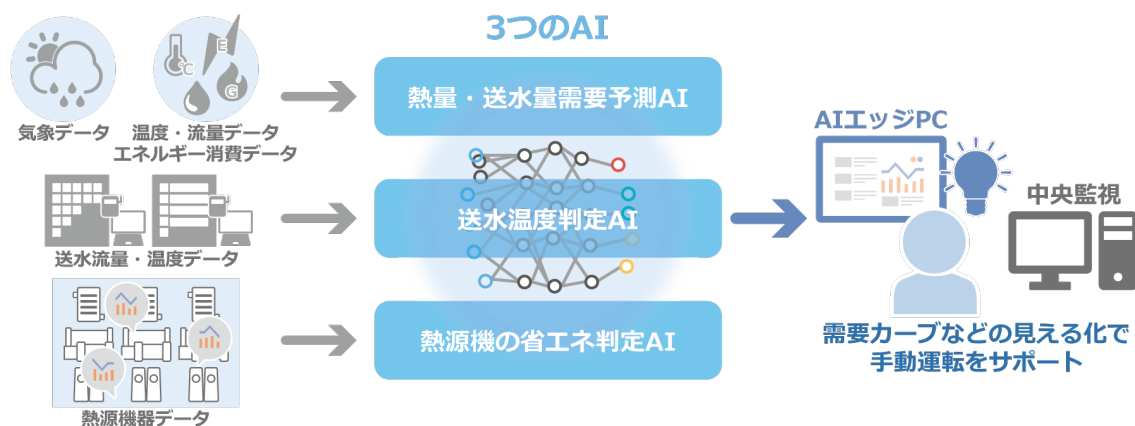 3つのAI
気象データ
℃
E
G
温度・流量データ
エネルギー消費データ
熱量・送水量需要予測AI
送水流量・温度データ
送水温度判定AI
熱源機器データ
熱源機の省エネ判定AI
AIエッジPC
中央監視
需要カーブなどの見える化で
手動運転をサポート